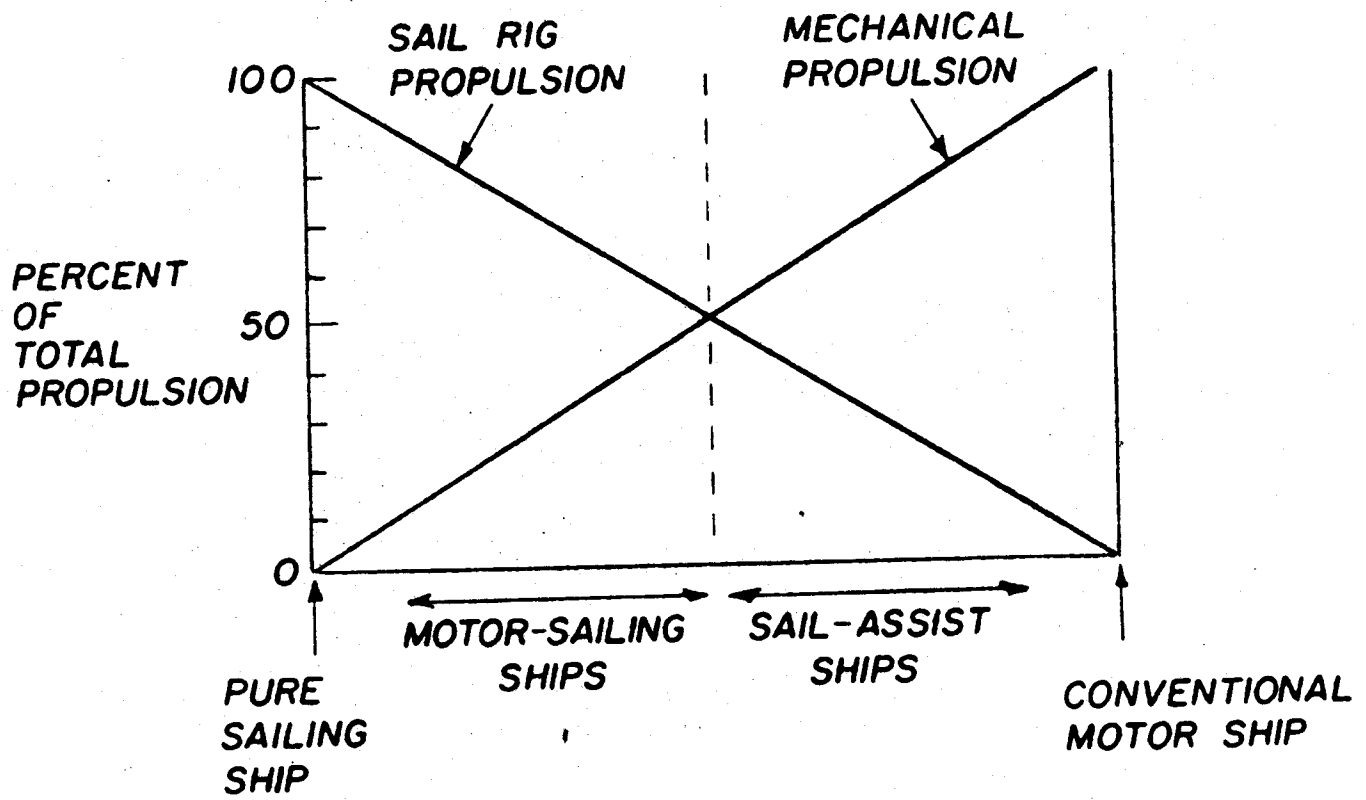 SAIL RIG
PROPULSION
MECHANICAL
PROPULSION
100
PERCENT
OF
TOTAL
PROPULSION
50
0
MOTOR-SAILING
SHIPS
SAIL-ASSIST
SHIPS
PURE
SAILING
SHIP
CONVENTIONAL
MOTOR SHIP